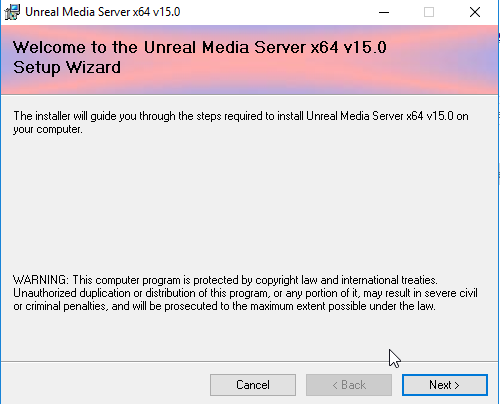 Unreal Media Server x64 v15.0
Welcome to the Unreal Media Server x64 v15.0
Setup Wizard
The installer will guide you through the steps required to install Unreal Media Server x64 v15.0 on
your computer.
WARNING: This computer program is protected by copyright law and international treaties.
Unauthorized duplication or distribution of this program, or any portion of it, may result in severe civil
or criminal penalties, and will be prosecuted to the maximum extent possible under the law.
Cancel
< Back
Next >